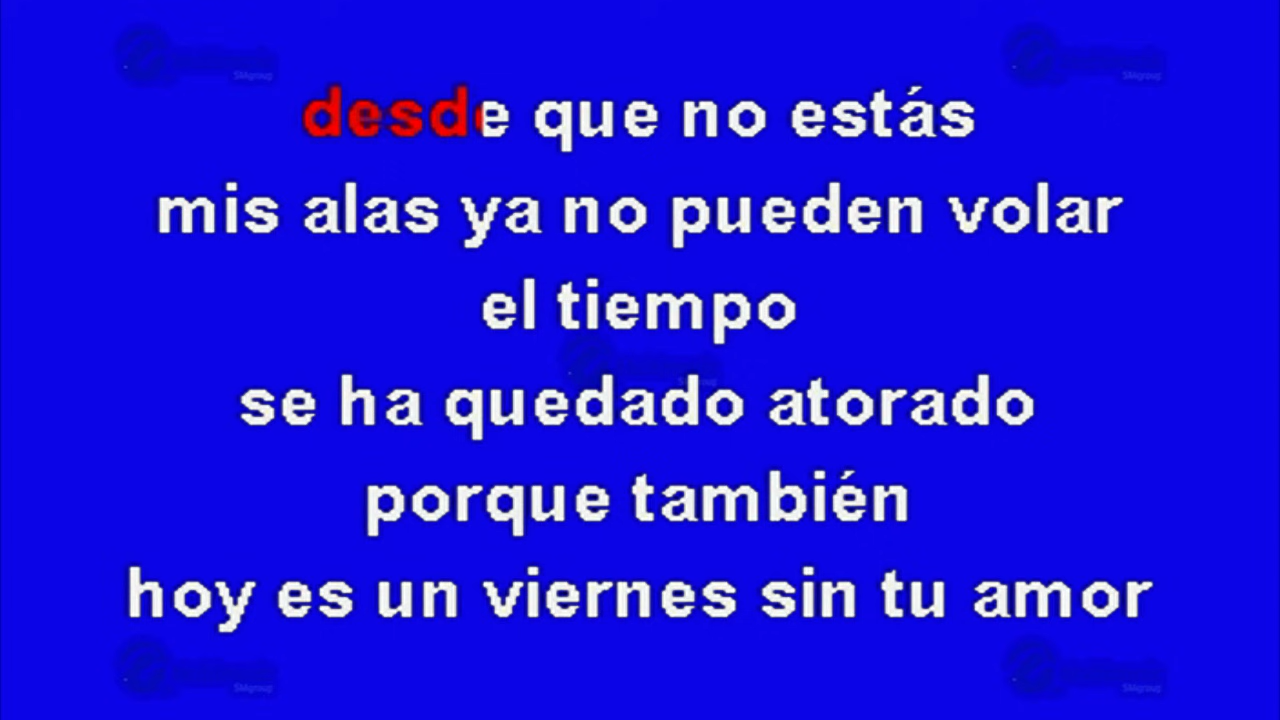 desde que no estás
mis alas ya no pueden volar
el tiempo
se ha quedado atorado
porque también
hoy es un viernes sin tu amor